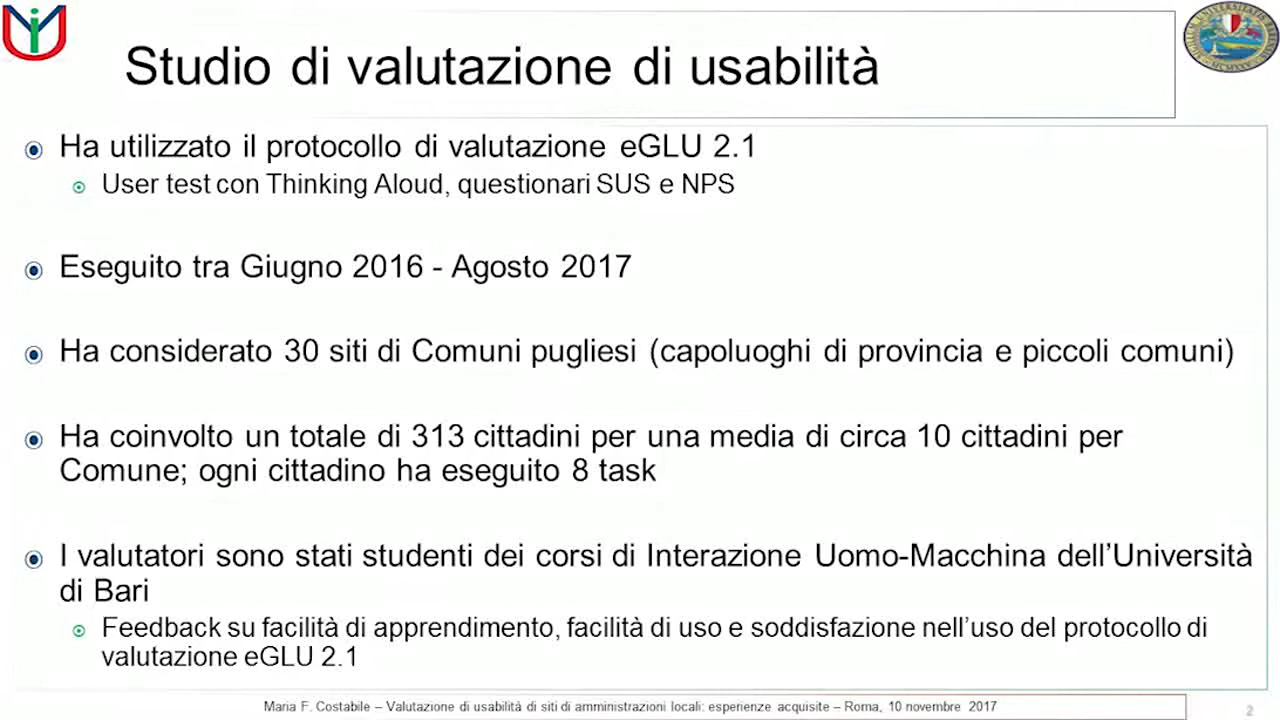 Studio di valutazione di usabilità
Ha utilizzato il protocollo di valutazione eGLU 2.1
User test con Thinking Aloud, questionari SUS e NPS
Eseguito tra Giugno 2016 - Agosto 2017
Ha considerato 30 siti di Comuni pugliesi (capoluoghi di provincia e piccoli comuni)
Ha coinvolto un totale di 313 cittadini per una media di circa 10 cittadini per
Comune; ogni cittadino ha eseguito 8 task
I valutatori sono stati studenti dei corsi di Interazione Uomo-Macchina dell’Università
di Bari
Feedback su facilità di apprendimento, facilità di uso e soddisfazione nell’uso del protocollo di
valutazione eGLU 2.1
Maria F. Costabile – Valutazione di usabilità di siti di amministrazioni locali: esperienze acquisite – Roma, 10 novembre 2017
2